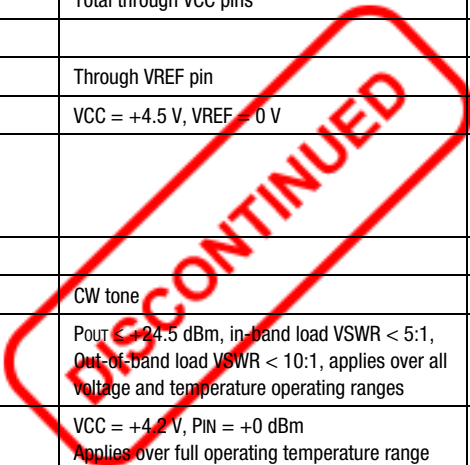 Total through VCC pins
Through VREF pin
VCC = +4.5 V, VREF = 0 V
CW tone
POUT ≤ +24.5 dBm, in-band load VSWR < 5:1,
Out-of-band load VSWR < 10:1, applies over all
voltage and temperature operating ranges
VCC = +4.2 V, PIN = +0 dBm
Applies over full operating temperature range
DISCONTINUED